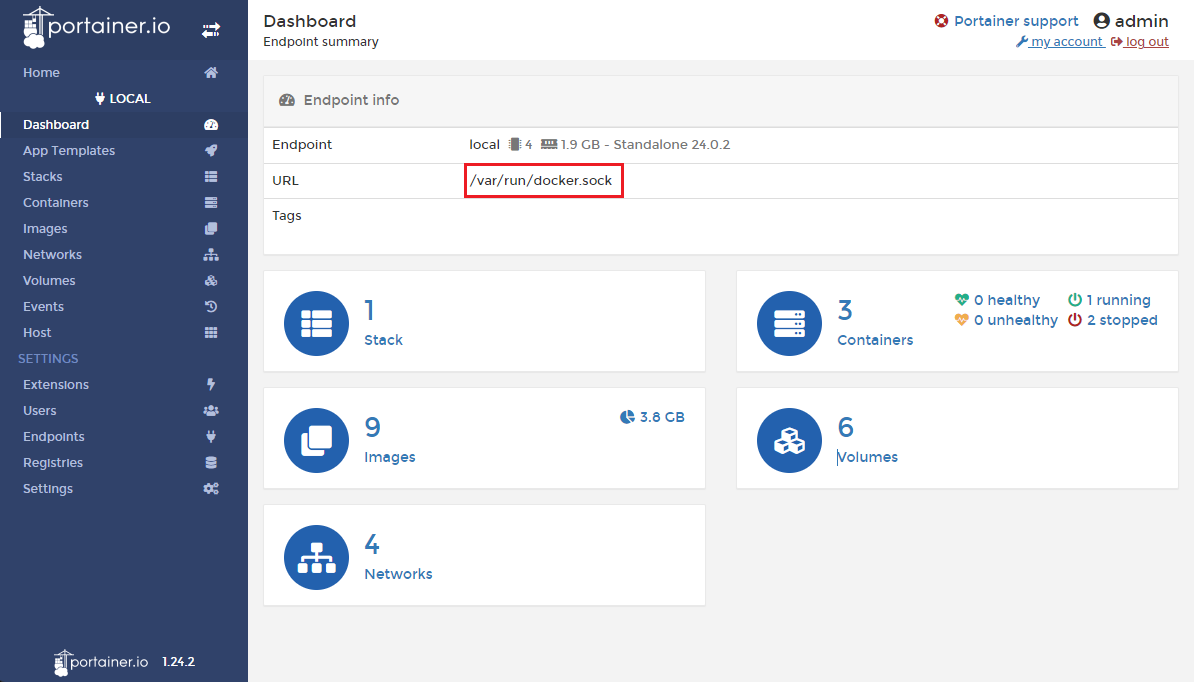 portainer.io
Home
LOCAL
Dashboard
App Templates
Stacks
Containers
Images
Networks
Volumes
Events
Host
SETTINGS
Extensions
Users
Endpoints
Registries
Settings
portainer.io 1.24.2
Dashboard
Endpoint summary
Portainer support admin
my account log out
Endpoint info
Endpoint local 4 1.9 GB - Standalone 24.0.2
URL /var/run/docker.sock
Tags
1
Stack
3
Containers
0 healthy 1 running
0 unhealthy 2 stopped
9
Images
3.8 GB
6
Volumes
4
Networks